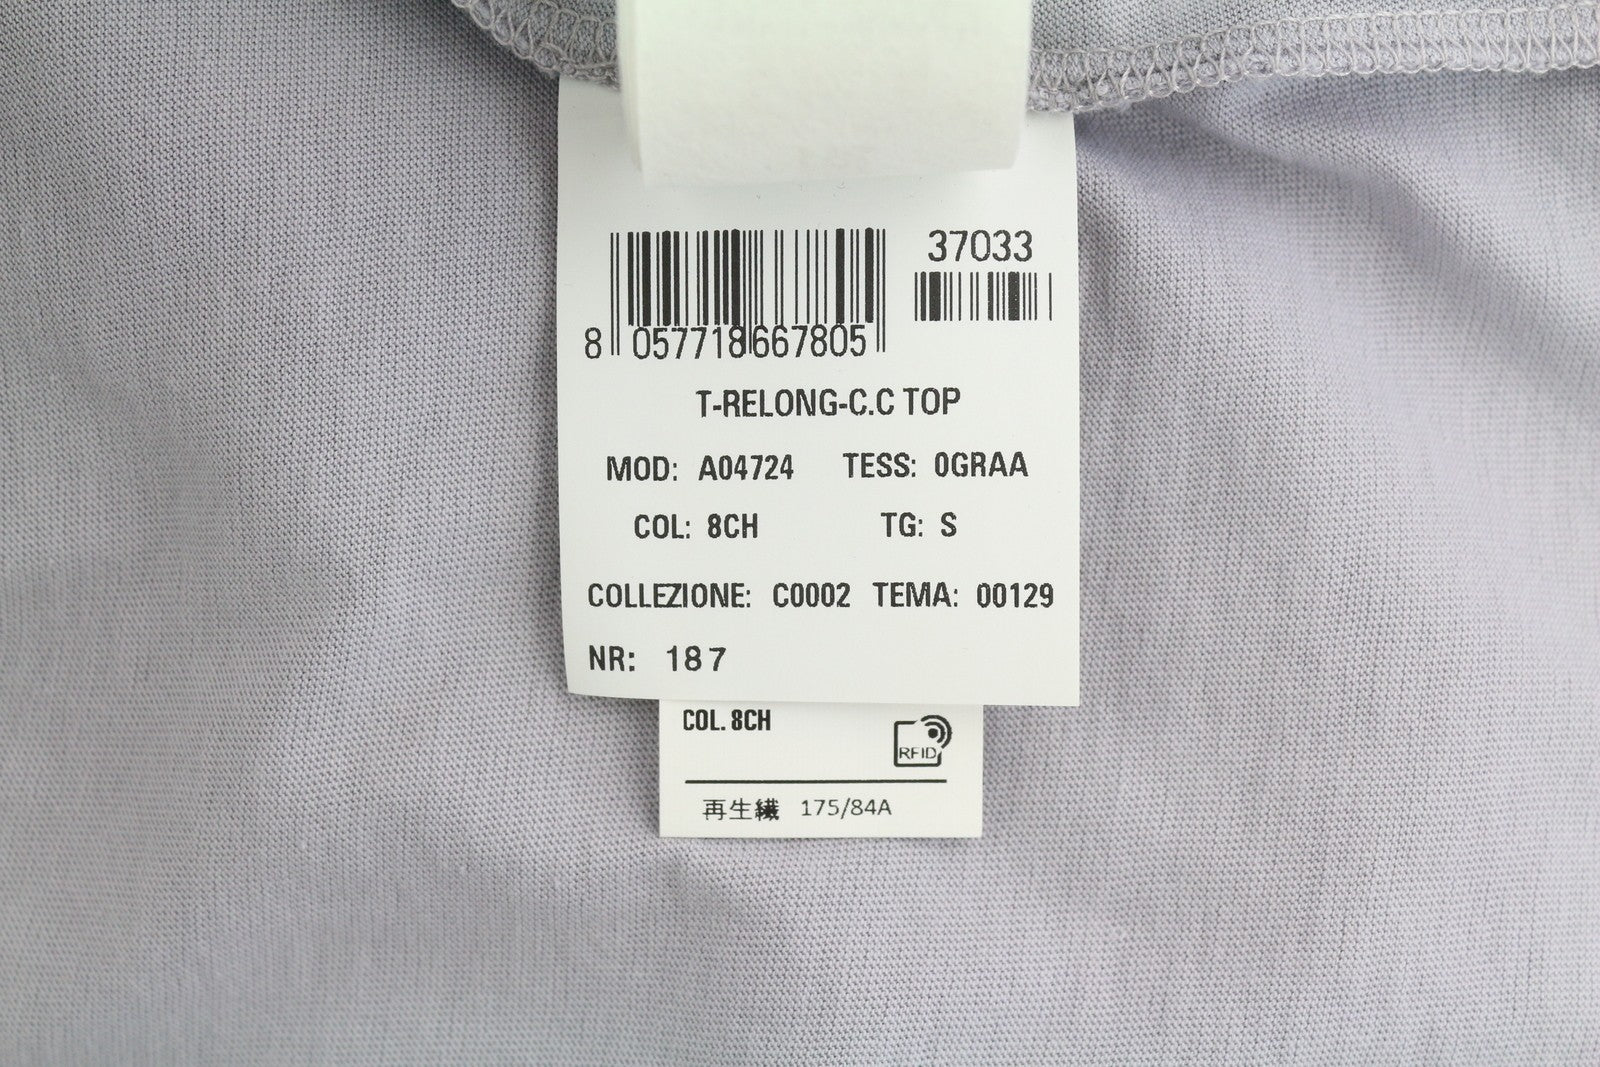 37033
8 057718 667805
T-RELONG-C.C TOP
MOD: A04724 TESS: 0GRAA
COL: 8CH TG: S
COLLEZIONE: C0002 TEMA: 00129
NR: 187
COL. 8CH
RFID
再生繊 175/84A